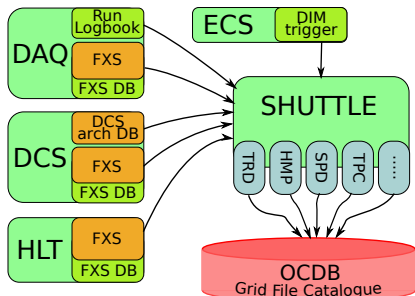 Run
Logbook
DAQ
FXS
FXS DB
ECS
DIM
trigger
SHUTTLE
DCS
DCS
arch DB
FXS
FXS DB
TRD
HMP
SPD
TPC
.....
HLT
FXS
FXS DB
OCDB
Grid File Catalogue